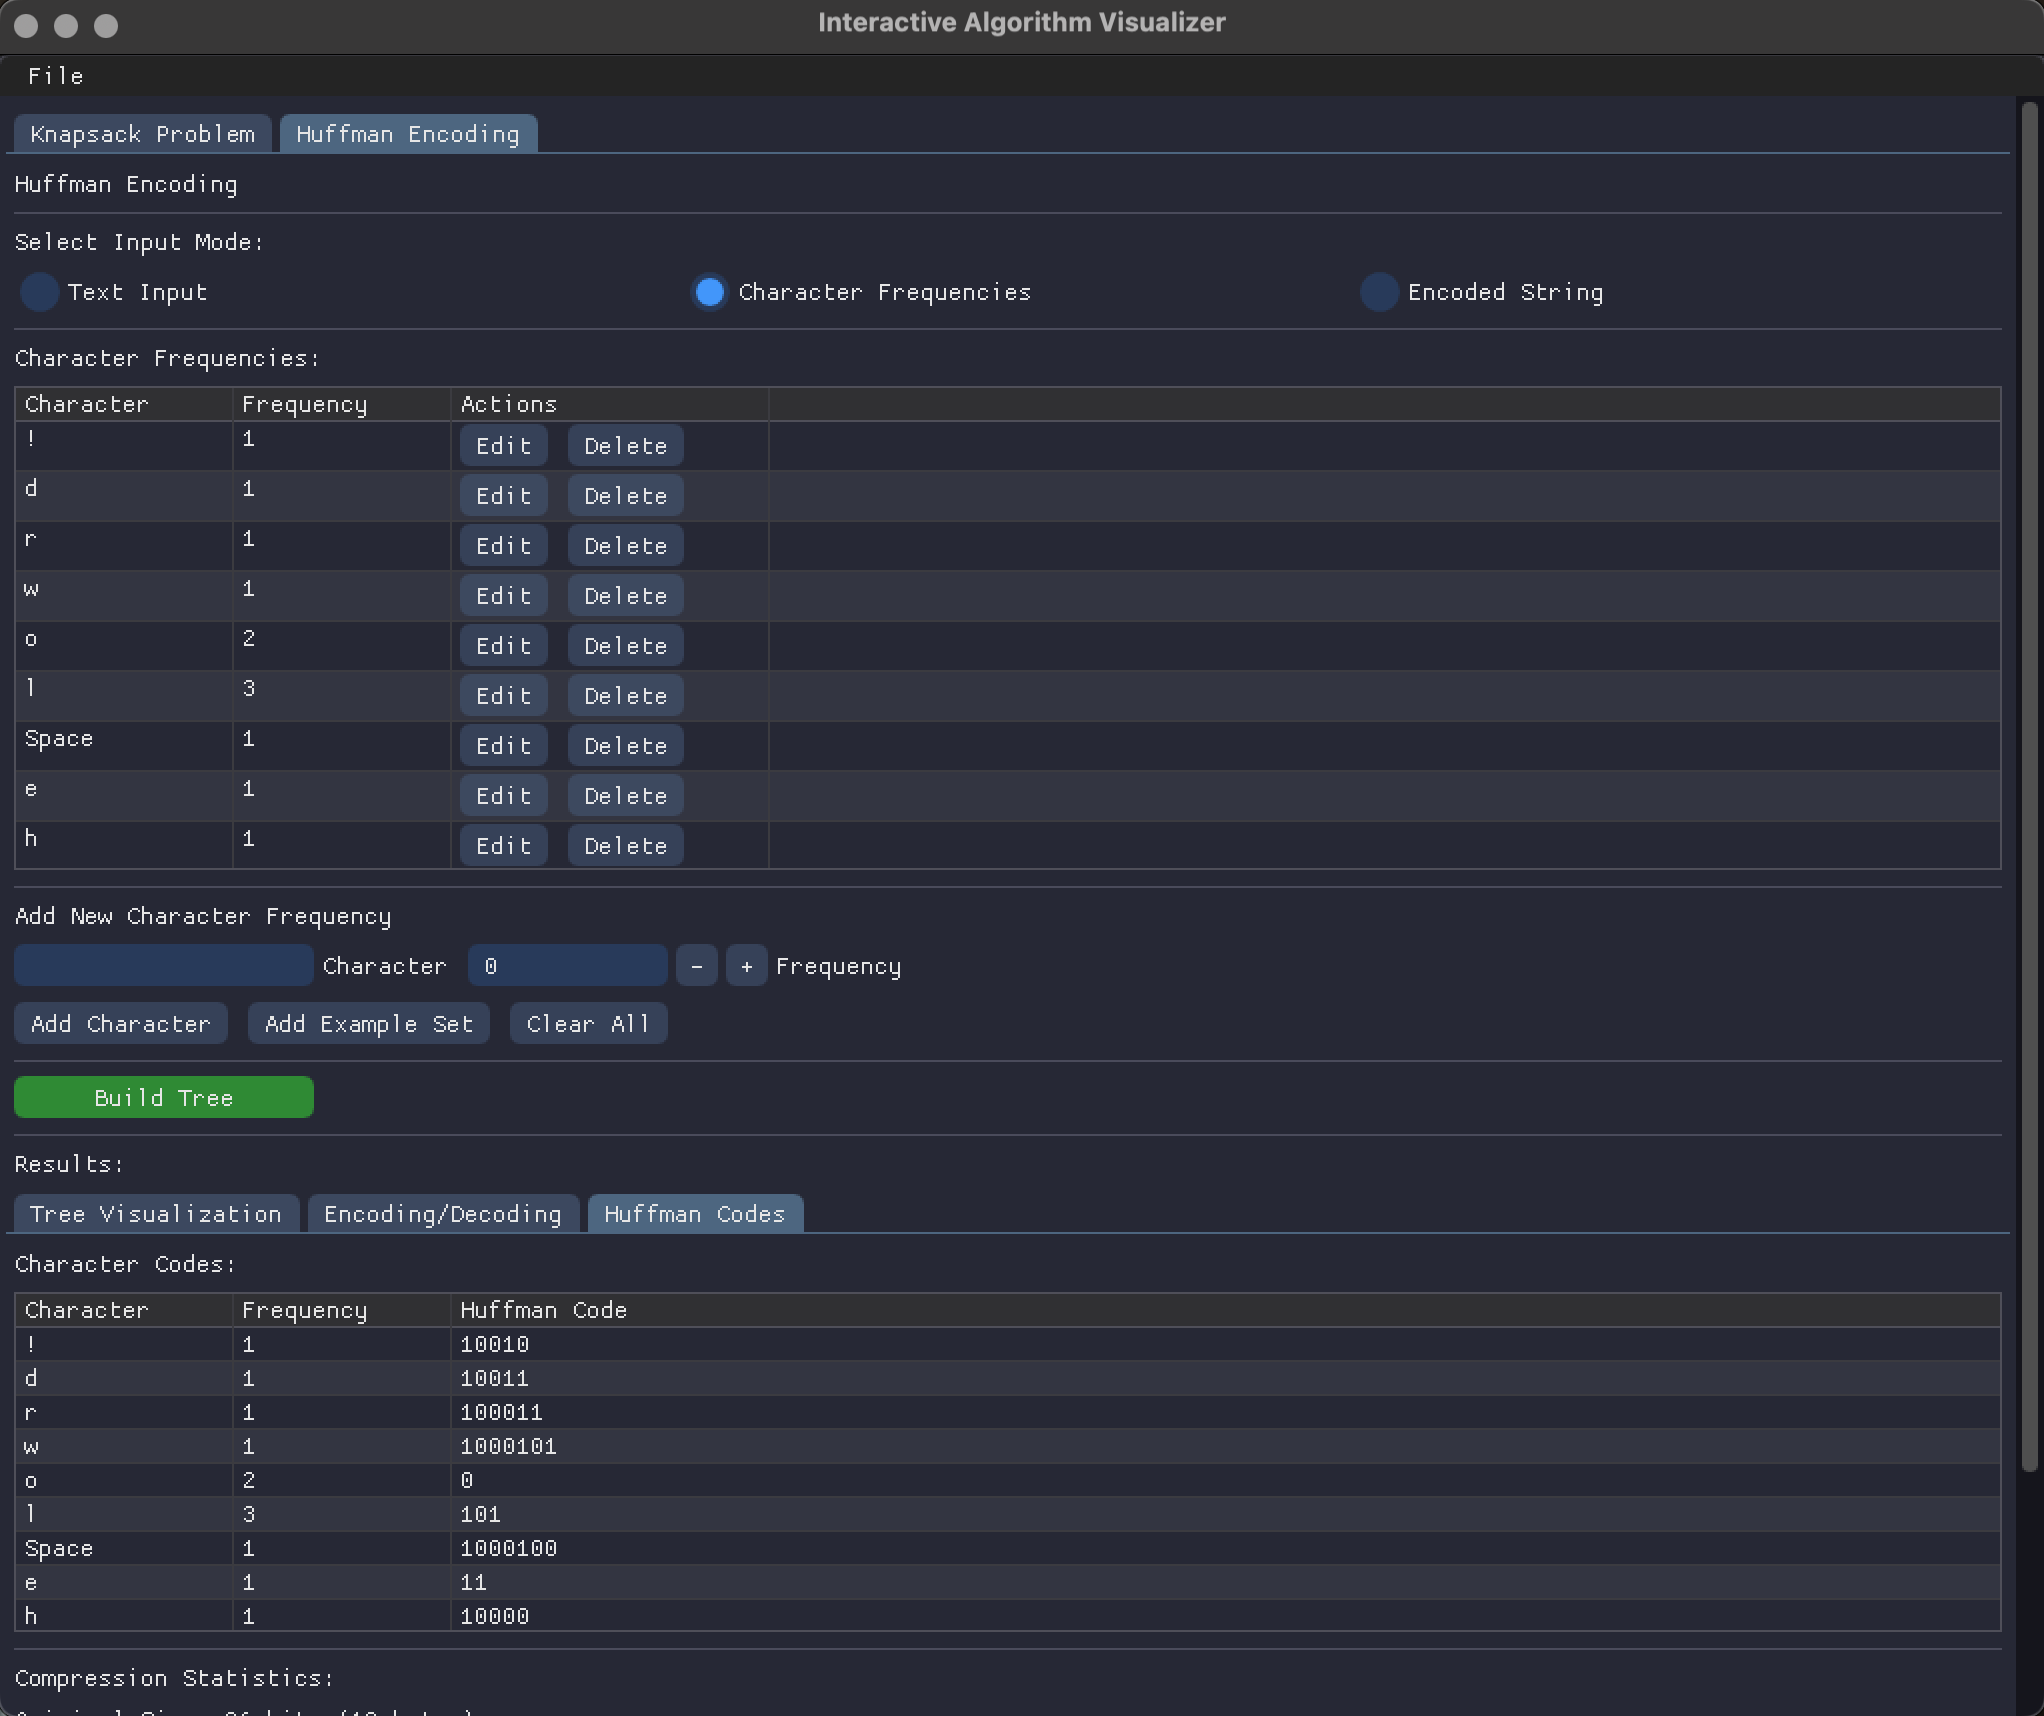 Interactive Algorithm Visualizer
File
Knapsack Problem Huffman Encoding
Huffman Encoding
Select Input Mode:
Text Input Character Frequencies Encoded String
Character Frequencies:
Character Frequency Actions
! 1 Edit Delete
d 1 Edit Delete
r 1 Edit Delete
w 1 Edit Delete
o 2 Edit Delete
l 3 Edit Delete
Space 1 Edit Delete
e 1 Edit Delete
h 1 Edit Delete
Add New Character Frequency
Character 0 - + Frequency
Add Character Add Example Set Clear All
Build Tree
Results:
Tree Visualization Encoding/Decoding Huffman Codes
Character Codes:
Character Frequency Huffman Code
! 1 10010
d 1 10011
r 1 100011
w 1 1000101
o 2 0
l 3 101
Space 1 1000100
e 1 11
h 1 10000
Compression Statistics: